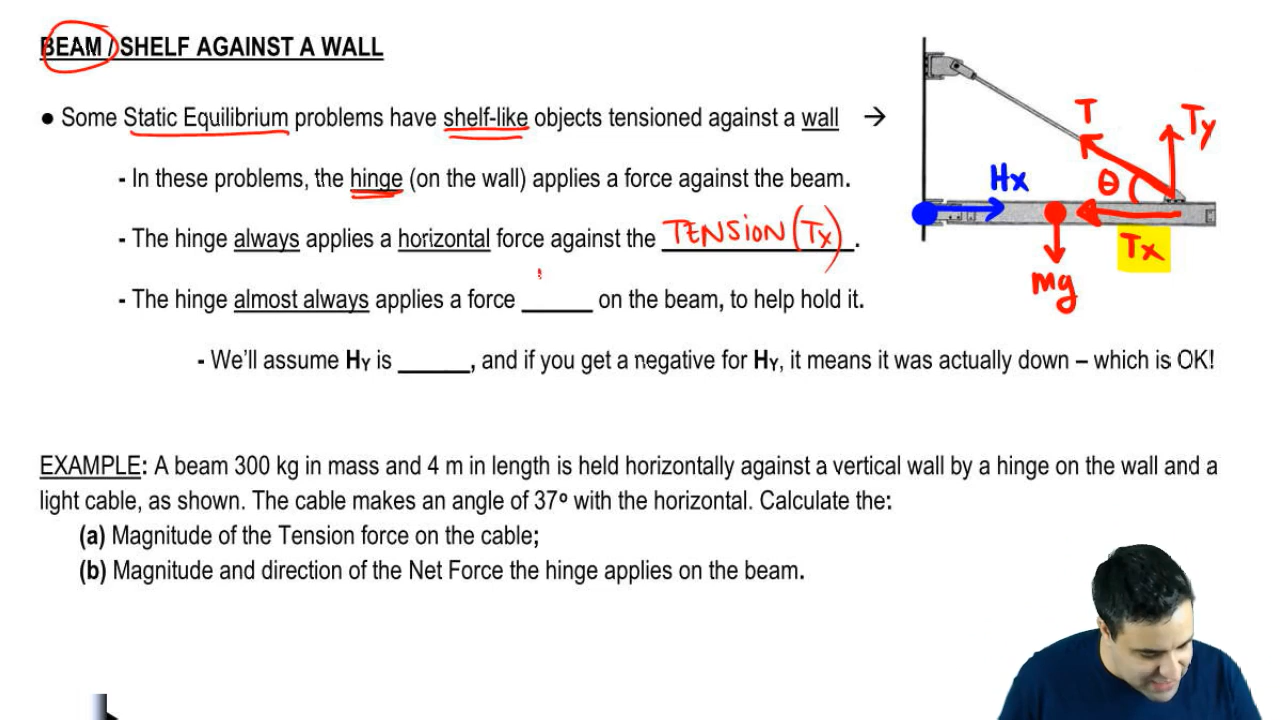 BEAM / SHELF AGAINST A WALL
● Some Static Equilibrium problems have shelf-like objects tensioned against a wall →
- In these problems, the hinge (on the wall) applies a force against the beam.
- The hinge always applies a horizontal force against the TENSION (Tx).
- The hinge almost always applies a force ______ on the beam, to help hold it.
- We'll assume HY is ______, and if you get a negative for HY, it means it was actually down – which is OK!
T
Ty
Hx
θ
Tx
mg
EXAMPLE: A beam 300 kg in mass and 4 m in length is held horizontally against a vertical wall by a hinge on the wall and a
light cable, as shown. The cable makes an angle of 37º with the horizontal. Calculate the:
(a) Magnitude of the Tension force on the cable;
(b) Magnitude and direction of the Net Force the hinge applies on the beam.